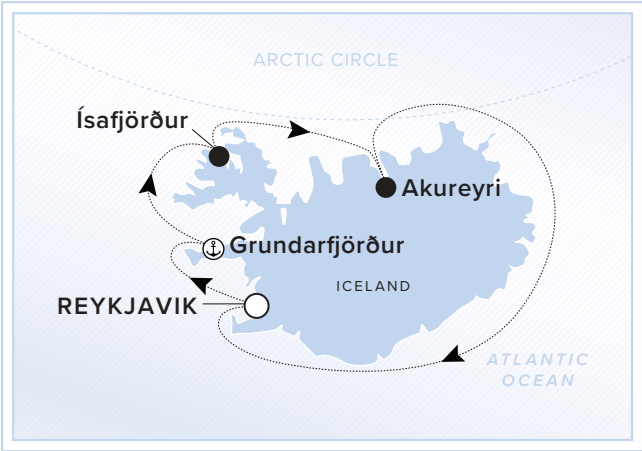 ARCTIC CIRCLE
Ísafjörður
Akureyri
Grundarfjörður
ICELAND
REYKJAVIK
ATLANTIC
OCEAN